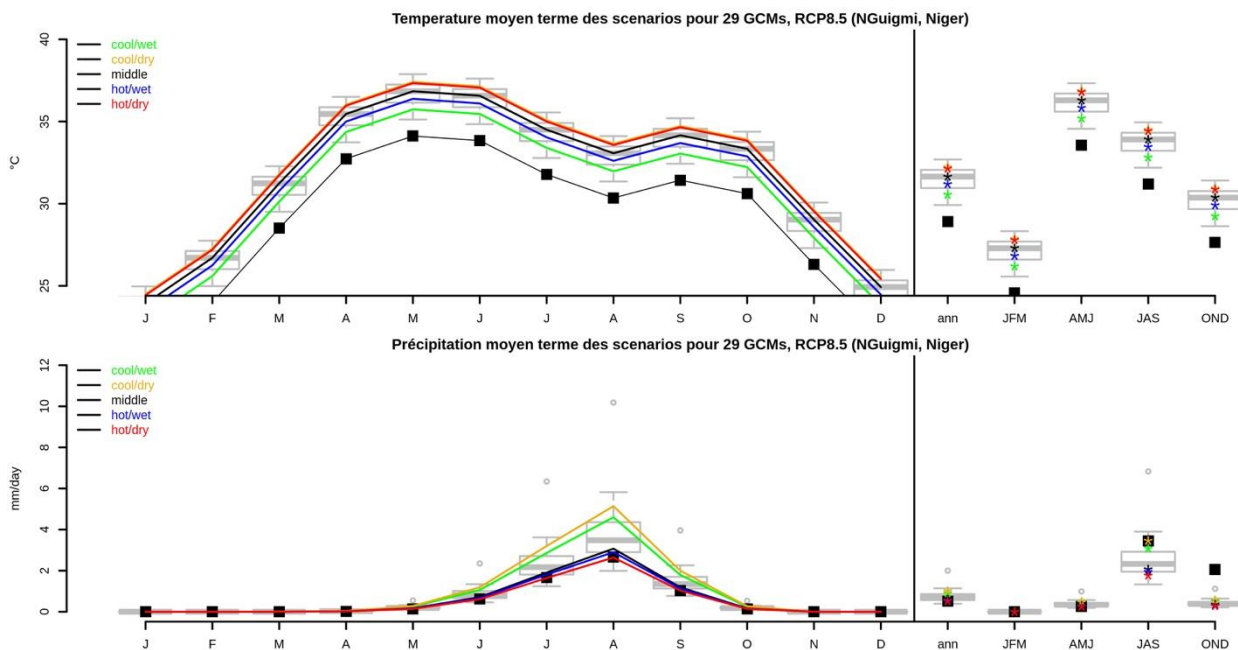 Temperature moyen terme des scenarios pour 29 GCMs, RCP8.5 (NGuigmi, Niger)
40
35
30
25
°C
cool/wet
cool/dry
middle
hot/wet
hot/dry
J F M A M J J A S O N D ann JFM AMJ JAS OND
Précipitation moyen terme des scenarios pour 29 GCMs, RCP8.5 (NGuigmi, Niger)
12
10
8
6
4
2
0
mm/day
cool/wet
cool/dry
middle
hot/wet
hot/dry
J F M A M J J A S O N D ann JFM AMJ JAS OND